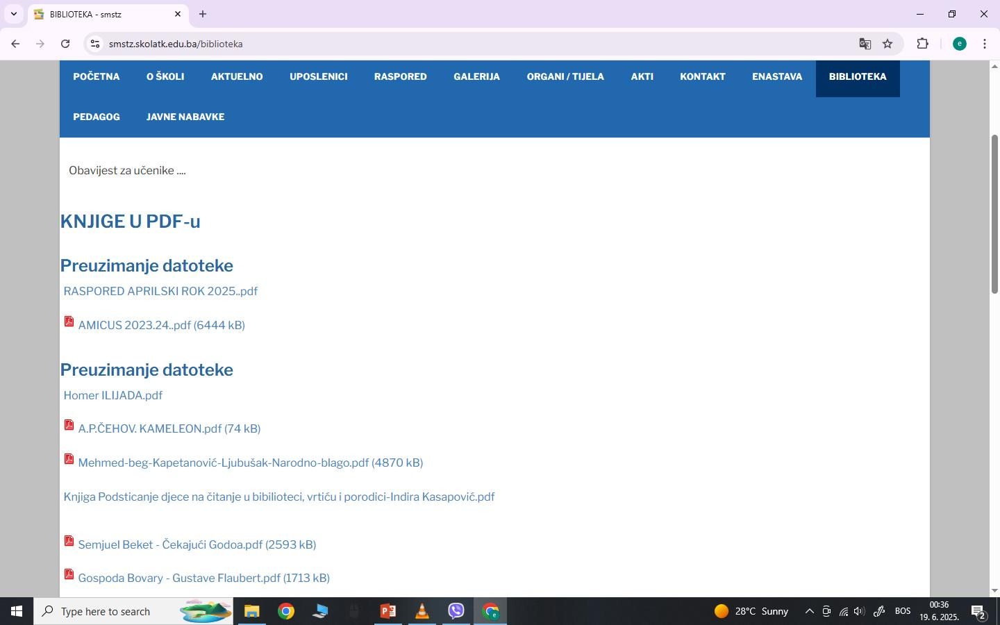 BIBLIOTEKA - smstz
smstz.skolatk.edu.ba/biblioteka
e
POČETNA O ŠKOLI AKTUELNO UPOSLENICI RASPORED GALERIJA ORGANI / TIJELA AKTI KONTAKT ENASTAVA BIBLIOTEKA
PEDAGOG JAVNE NABAVKE
Obavijest za učenike ....
KNJIGE U PDF-u
Preuzimanje datoteke
RASPORED APRILSKI ROK 2025..pdf
AMICUS 2023.24..pdf (6444 kB)
Preuzimanje datoteke
Homer ILIJADA.pdf
A.P.ČEHOV. KAMELEON.pdf (74 kB)
Mehmed-beg-Kapetanović-Ljubušak-Narodno-blago.pdf (4870 kB)
Knjiga Podsticanje djece na čitanje u bibilioteci, vrtiću i porodici-Indira Kasapović.pdf
Semjuel Beket - Čekajući Godoa.pdf (2593 kB)
Gospoda Bovary - Gustave Flaubert.pdf (1713 kB)
Type here to search
28°C Sunny
BOS
00:36
19. 6. 2025.
2